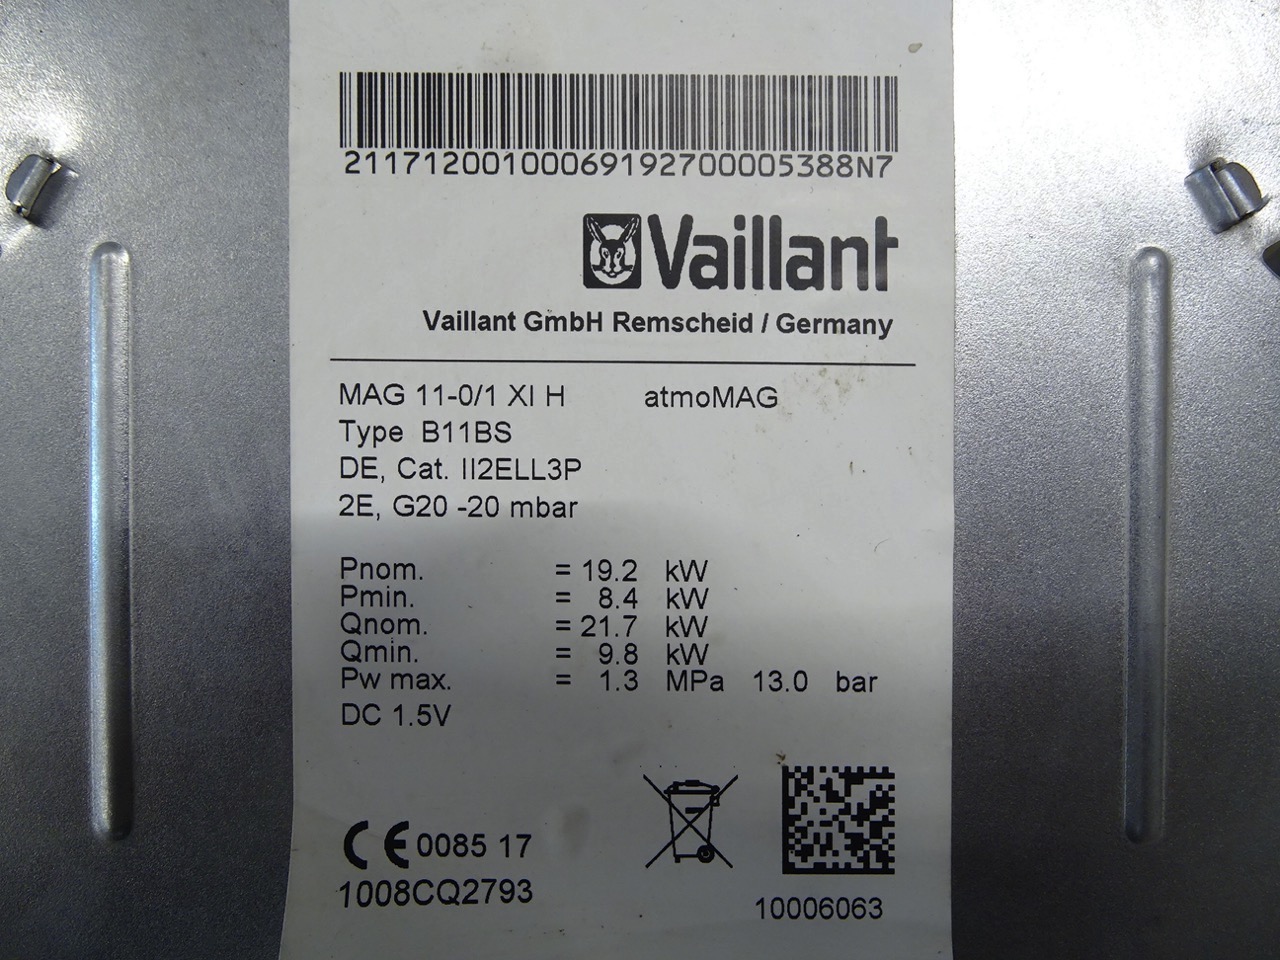 21171200100069192700005388N7
Vaillant
Vaillant GmbH Remscheid / Germany
MAG 11-0/1 XI H atmoMAG
Type B11BS
DE, Cat. II2ELL3P
2E, G20 -20 mbar
Pnom. = 19.2 kW
Pmin. = 8.4 kW
Qnom. = 21.7 kW
Qmin. = 9.8 kW
Pw max. = 1.3 MPa 13.0 bar
DC 1.5V
CE 0085 17
1008CQ2793
10006063